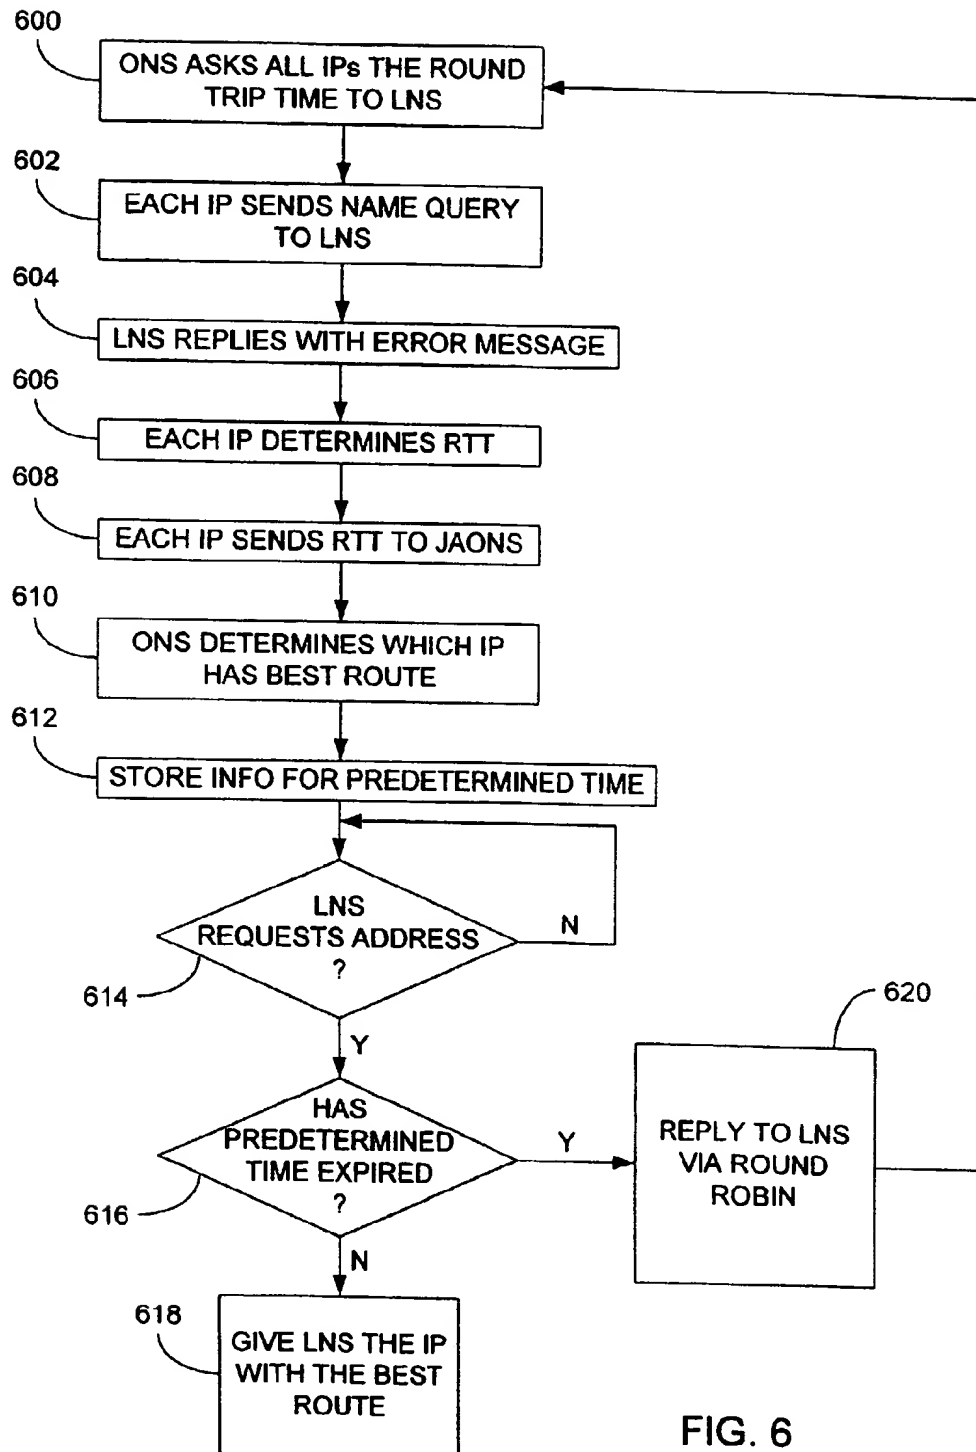 600
ONS ASKS ALL IPs THE ROUND
TRIP TIME TO LNS
602
EACH IP SENDS NAME QUERY
TO LNS
604
LNS REPLIES WITH ERROR MESSAGE
606
EACH IP DETERMINES RTT
608
EACH IP SENDS RTT TO JAONS
610
ONS DETERMINES WHICH IP
HAS BEST ROUTE
612
STORE INFO FOR PREDETERMINED TIME
LNS
REQUESTS ADDRESS
?
N
614
Y
620
HAS
PREDETERMINED
TIME EXPIRED
?
Y
616
N
REPLY TO LNS
VIA ROUND
ROBIN
618
GIVE LNS THE IP
WITH THE BEST
ROUTE
FIG. 6